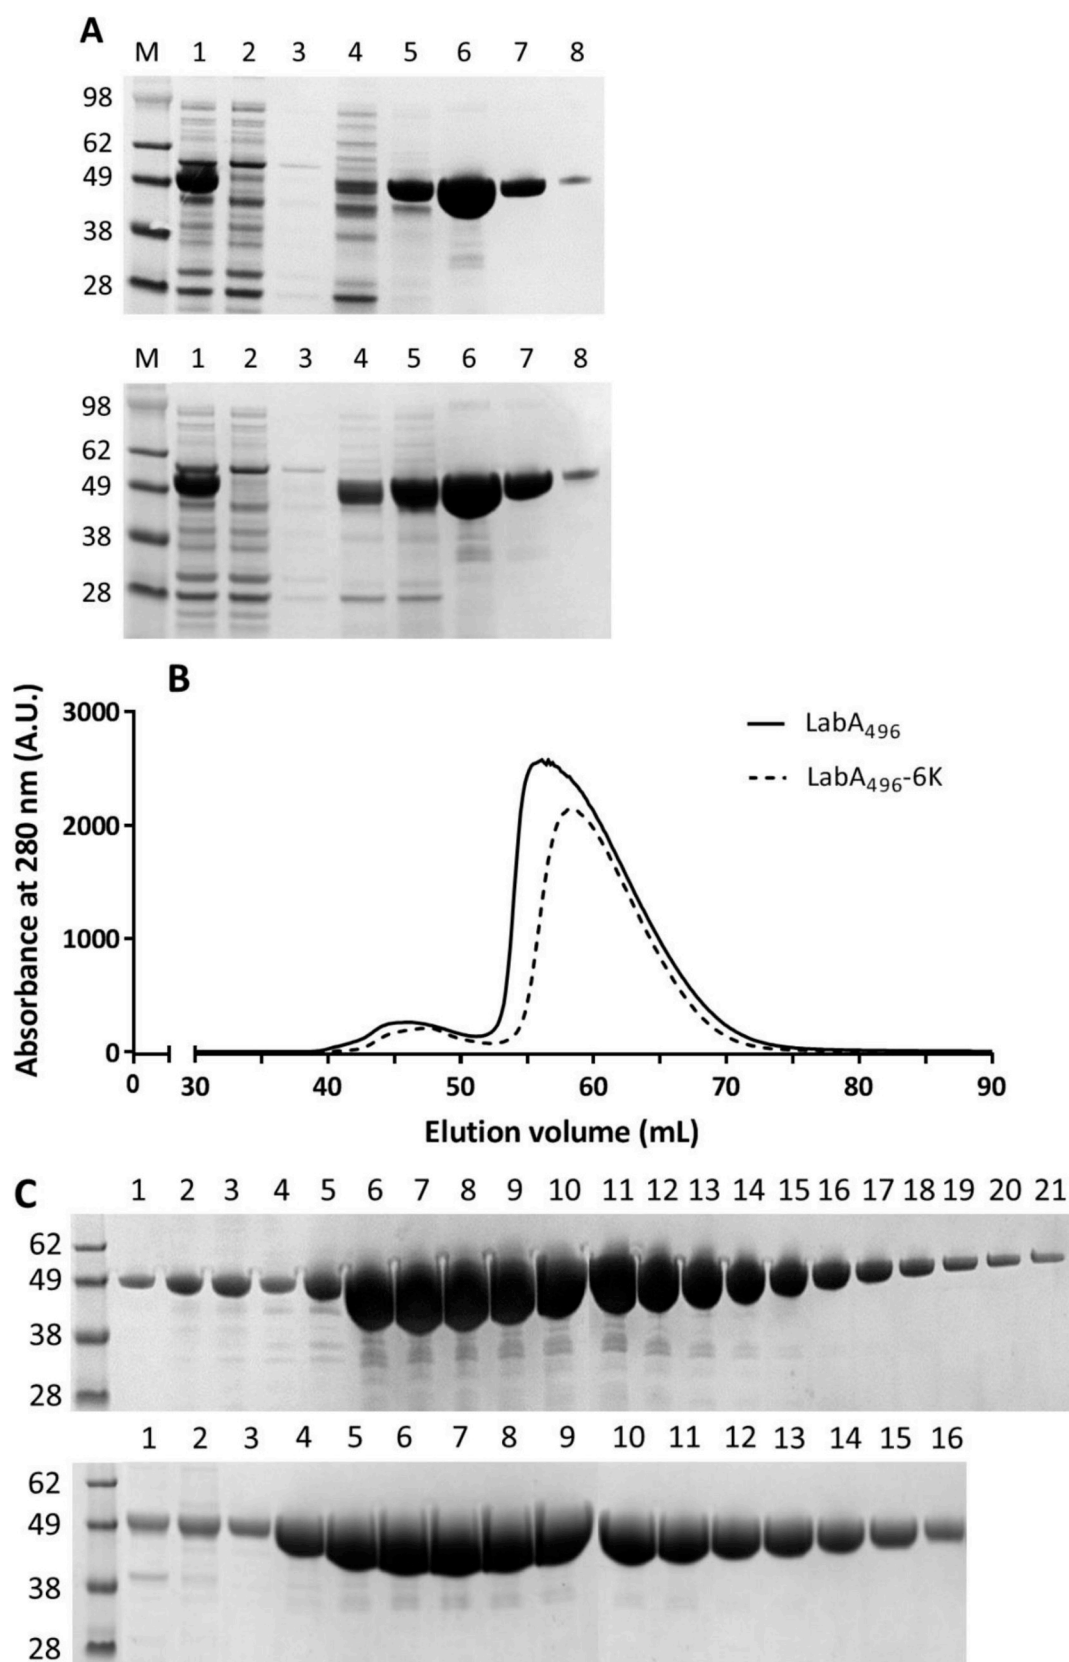 A
M 1 2 3 4 5 6 7 8
98
62
49
38
28
M 1 2 3 4 5 6 7 8
98
62
49
38
28
B
Absorbance at 280 nm (A.U.)
3000
2000
1000
0
0 30 40 50 60 70 80 90
Elution volume (mL)
LabA₄₉₆
LabA₄₉₆-6K
C
1 2 3 4 5 6 7 8 9 10 11 12 13 14 15 16 17 18 19 20 21
62
49
38
28
1 2 3 4 5 6 7 8 9 10 11 12 13 14 15 16
62
49
38
28